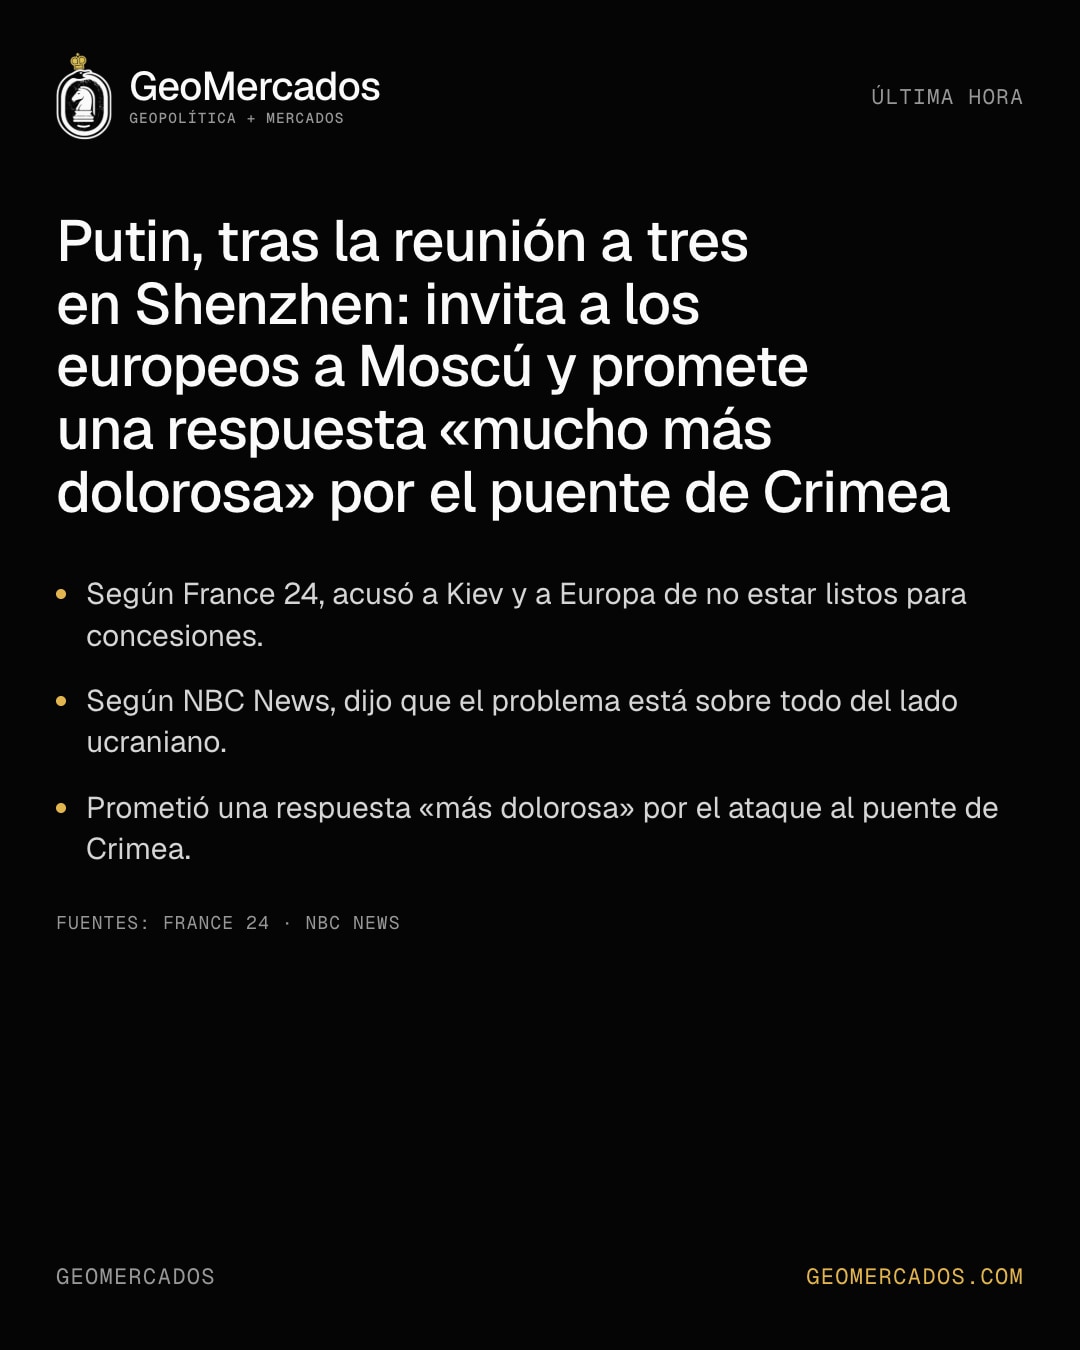 GeoMercados
GEOPOLÍTICA + MERCADOS
ÚLTIMA HORA
Putin, tras la reunión a tres
en Shenzhen: invita a los
europeos a Moscú y promete
una respuesta «mucho más
dolorosa» por el puente de Crimea
• Según France 24, acusó a Kiev y a Europa de no estar listos para
concesiones.
• Según NBC News, dijo que el problema está sobre todo del lado
ucraniano.
• Prometió una respuesta «más dolorosa» por el ataque al puente de
Crimea.
FUENTES: FRANCE 24 · NBC NEWS
GEOMERCADOS
GEOMERCADOS.COM